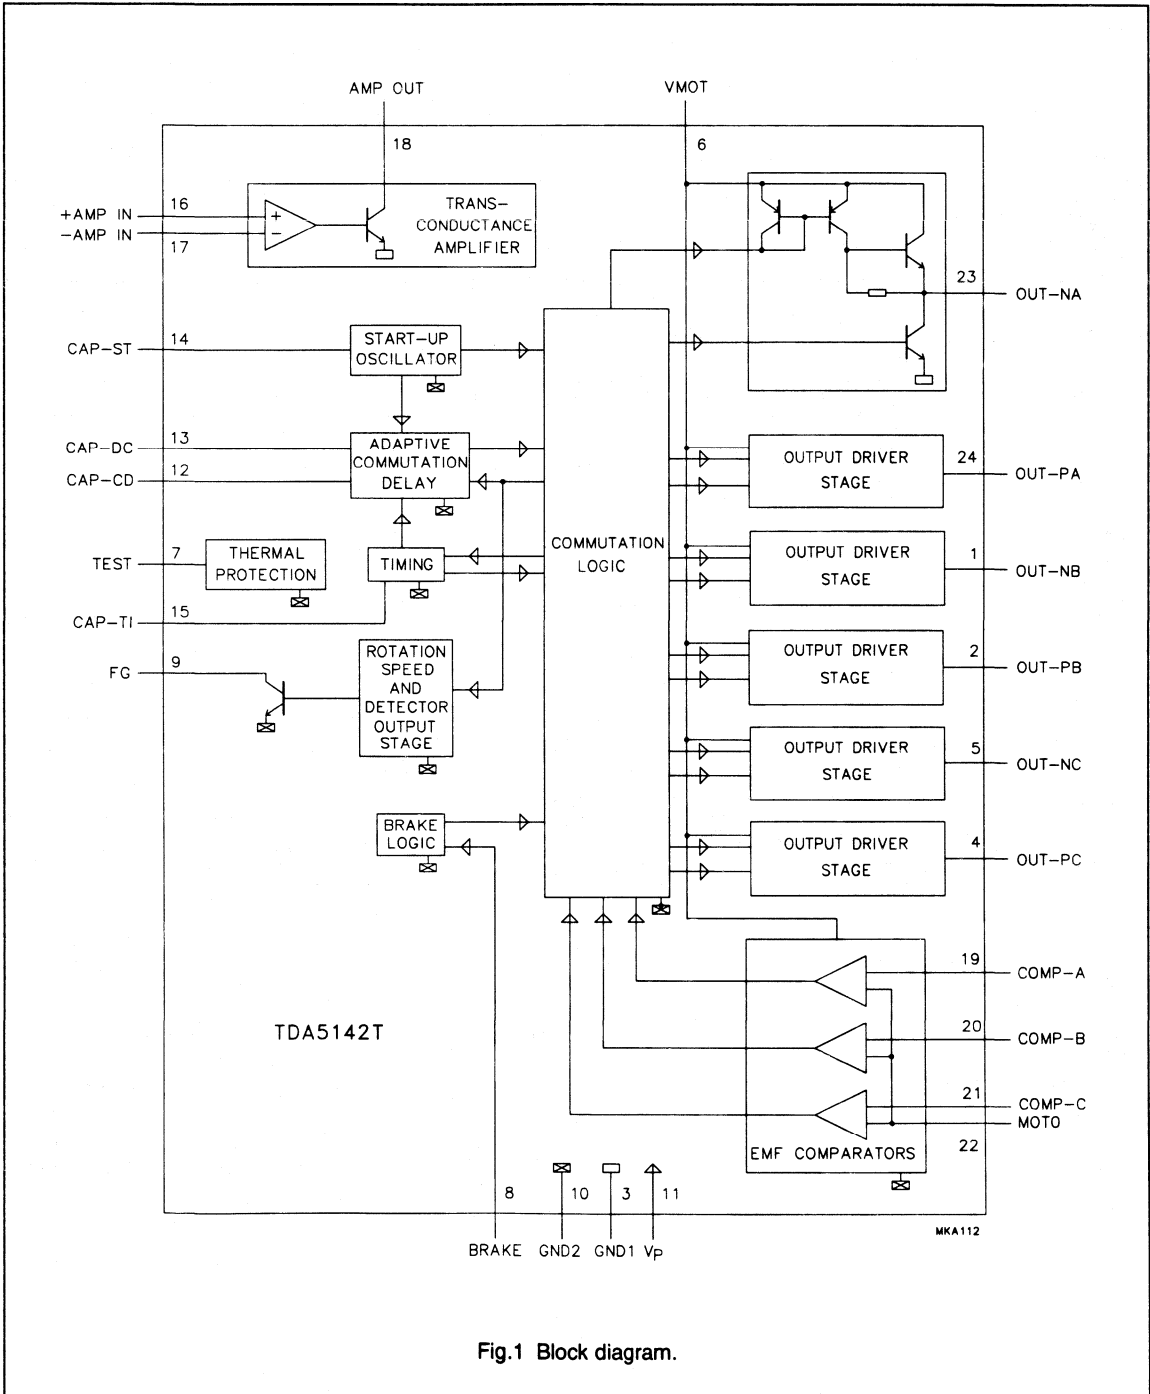 AMP OUT
VMOT
18
6
16
+AMP IN
-AMP IN
17
+
-
TRANS-
CONDUCTANCE
AMPLIFIER
23
OUT-NA
CAP-ST
14
START-UP
OSCILLATOR
CAP-DC
13
CAP-CD
12
ADAPTIVE
COMMUTATION
DELAY
OUTPUT DRIVER
STAGE
24
OUT-PA
TEST
7
THERMAL
PROTECTION
TIMING
COMMUTATION
LOGIC
OUTPUT DRIVER
STAGE
1
OUT-NB
CAP-TI
15
FG
9
ROTATION
SPEED
AND
DETECTOR
OUTPUT
STAGE
OUTPUT DRIVER
STAGE
2
OUT-PB
OUTPUT DRIVER
STAGE
5
OUT-NC
BRAKE
LOGIC
OUTPUT DRIVER
STAGE
4
OUT-PC
19
COMP-A
20
COMP-B
21
COMP-C
MOT0
22
EMF COMPARATORS
TDA5142T
8
10
3
11
BRAKE
GND2
GND1
VP
MKA112
Fig.1 Block diagram.